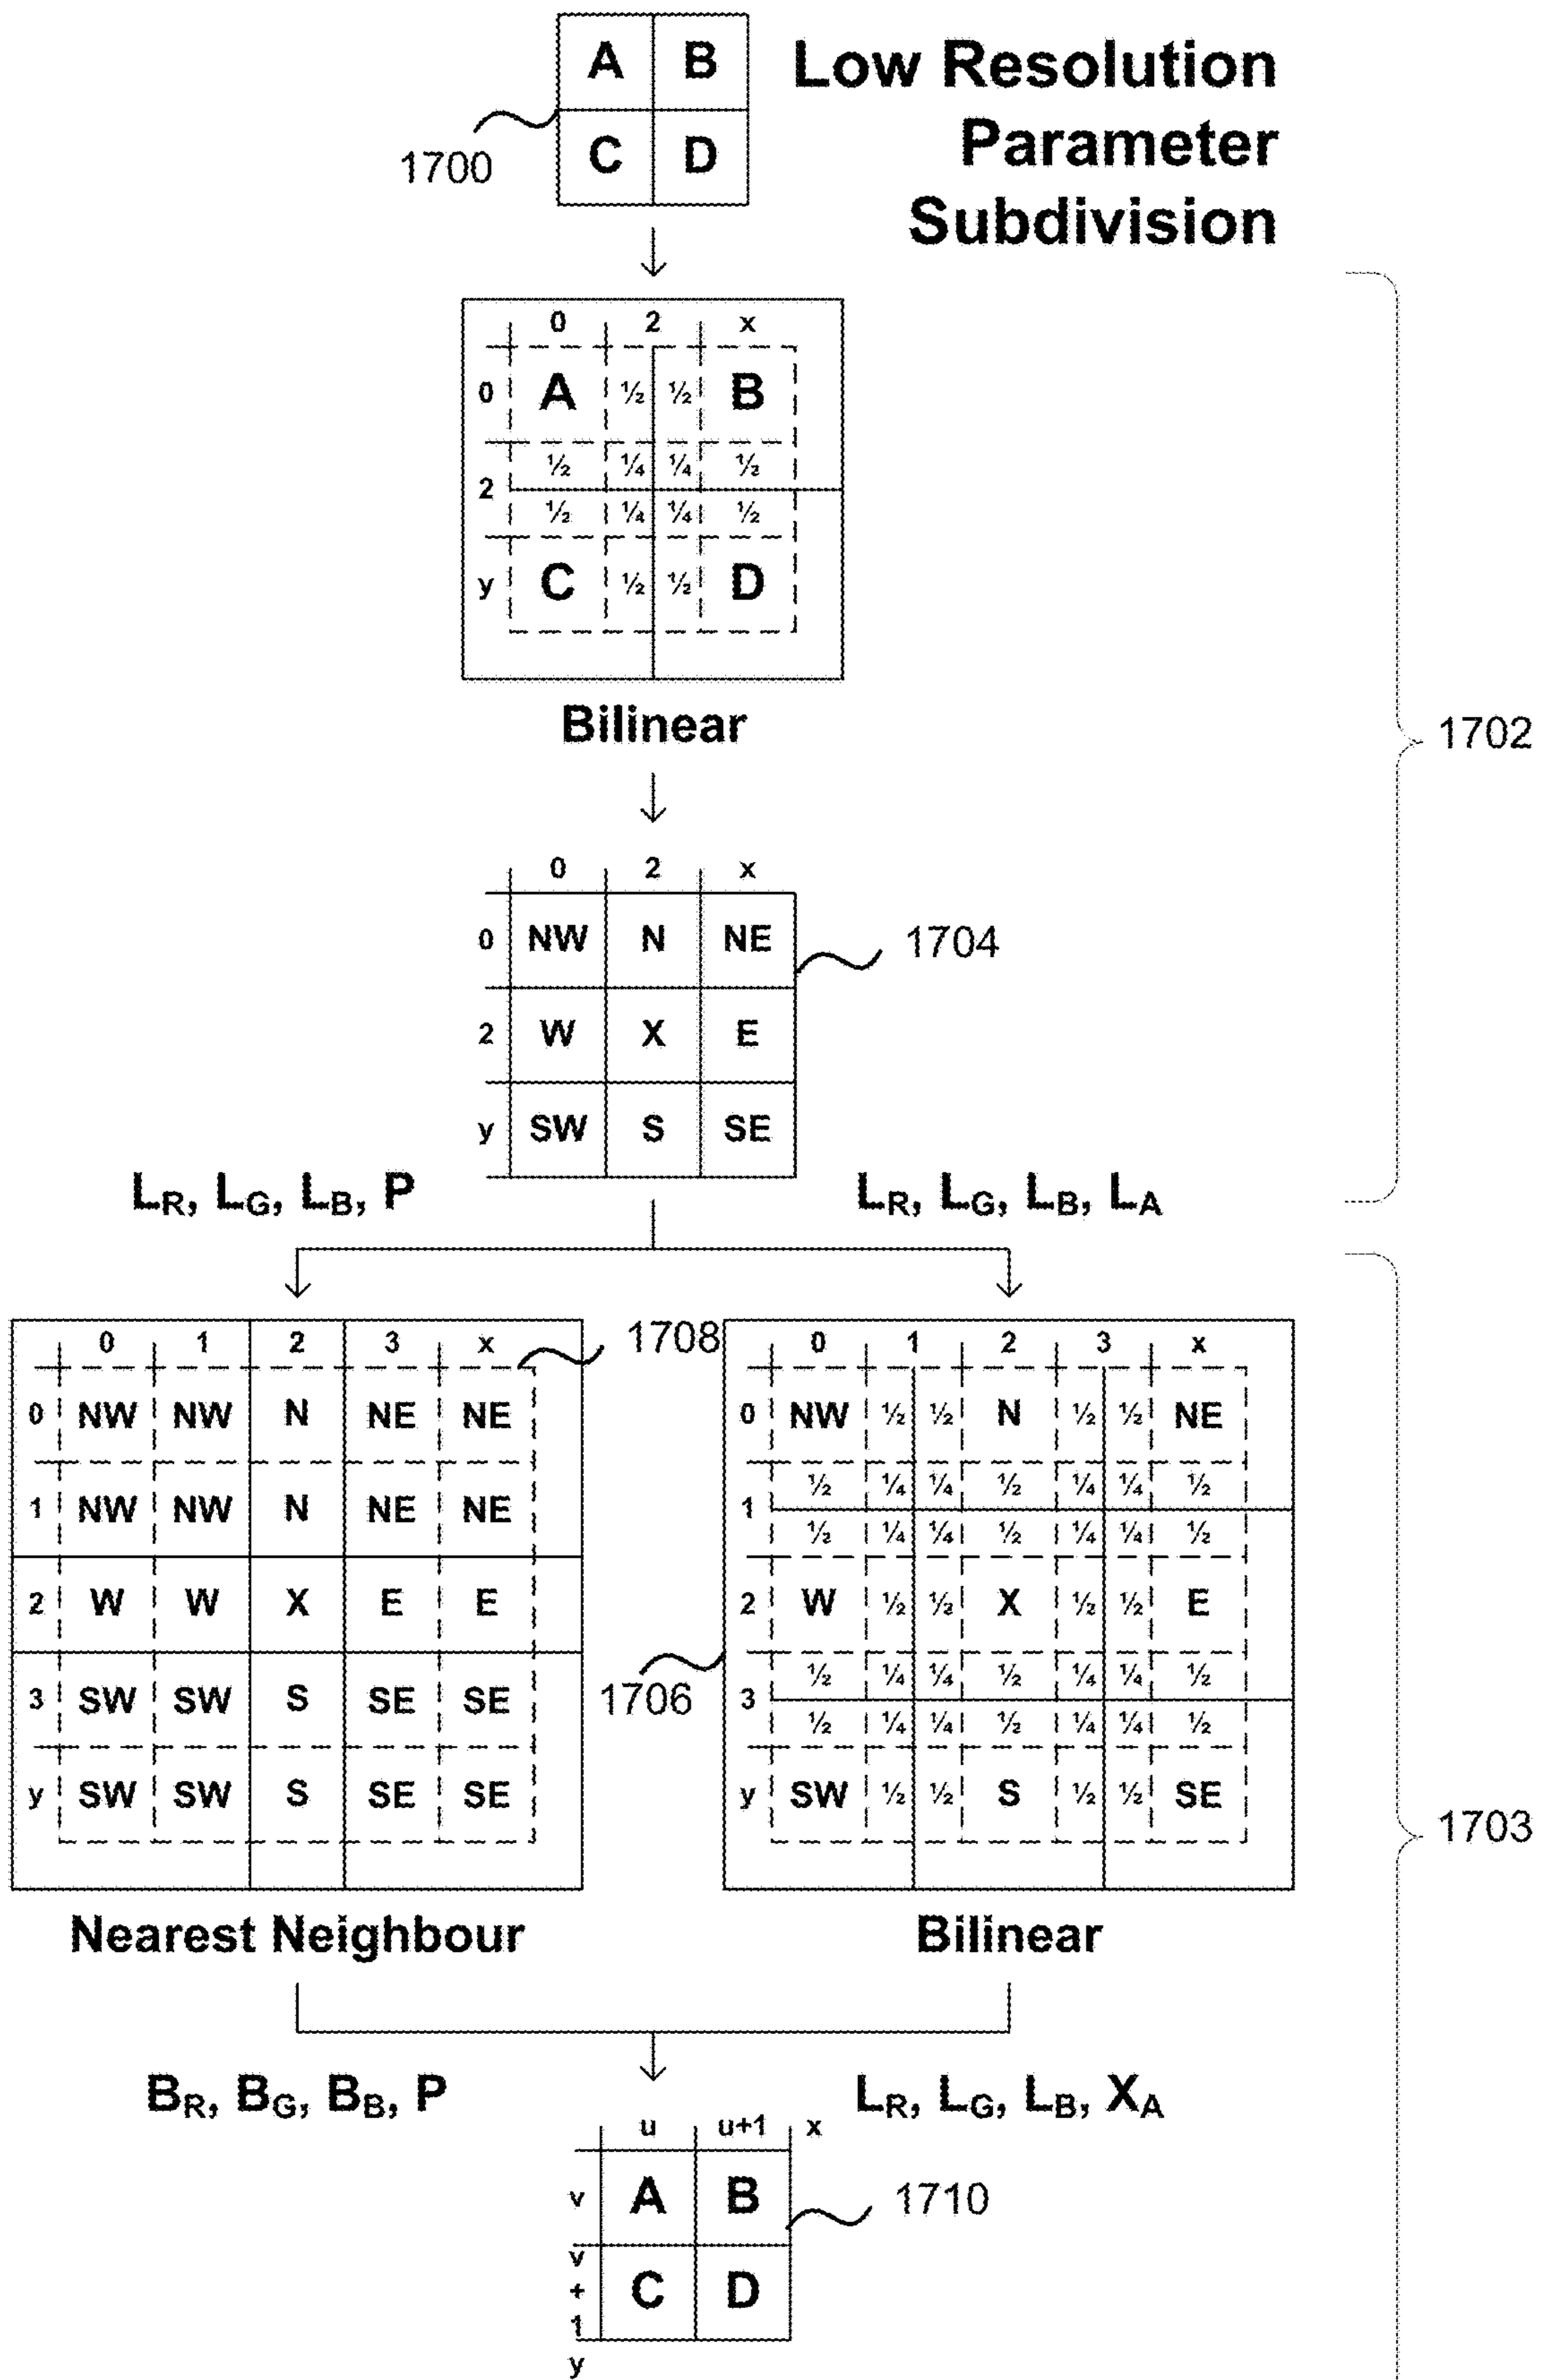 A B
Low Resolution
Parameter
Subdivision
1700
C D
0 2 x
0 A ½ ½ B
½ ¼ ¼ ½
2
½ ¼ ¼ ½
y C ½ ½ D
Bilinear
1702
0 2 x
0 NW N NE
1704
2 W X E
y SW S SE
LR, LG, LB, P
LR, LG, LB, LA
0 1 2 3 x
1708
0 NW NW N NE NE
1 NW NW N NE NE
2 W W X E E
3 SW SW S SE SE
y SW SW S SE SE
Nearest Neighbour
0 1 2 3 x
0 NW ½ ½ N ½ ½ NE
½ ¼ ¼ ½ ¼ ¼ ½
1
½ ¼ ¼ ½ ¼ ¼ ½
2 W ½ ½ X ½ ½ E
1706
½ ¼ ¼ ½ ¼ ¼ ½
3
½ ¼ ¼ ½ ¼ ¼ ½
y SW ½ ½ S ½ ½ SE
Bilinear
1703
BR, BG, BB, P
LR, LG, LB, XA
u u+1 x
v A B
1710
v+1 C D
y